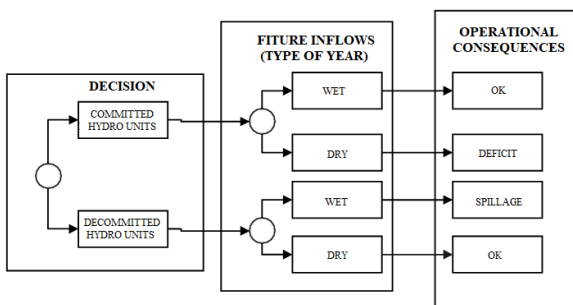 DECISION
COMMITTED
HYDRO UNITS
DECOMMITTED
HYDRO UNITS
FITURE INFLOWS
(TYPE OF YEAR)
WET
DRY
WET
DRY
OPERATIONAL
CONSEQUENCES
OK
DEFICIT
SPILLAGE
OK